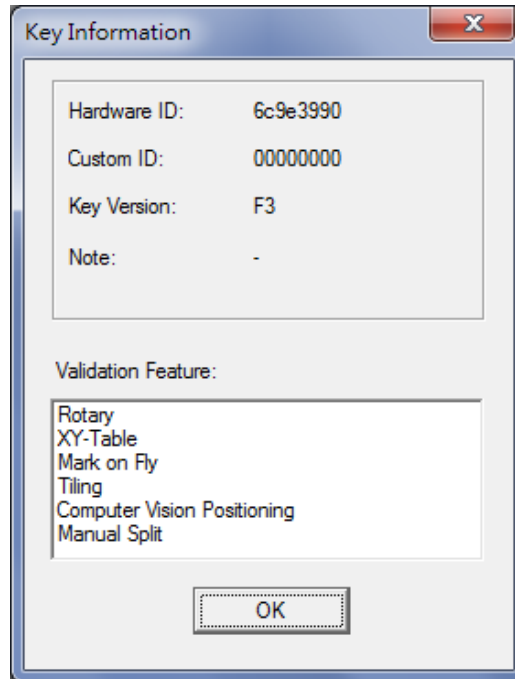 Key Information
Hardware ID: 6c9e3990
Custom ID: 00000000
Key Version: F3
Note: -
Validation Feature:
Rotary
XY-Table
Mark on Fly
Tiling
Computer Vision Positioning
Manual Split
OK